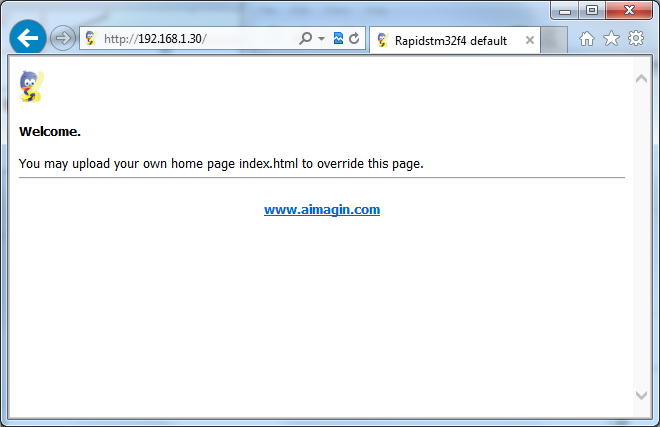 http://192.168.1.30/
Rapidstm32f4 default
Welcome.
You may upload your own home page index.html to override this page.
www.aimagin.com